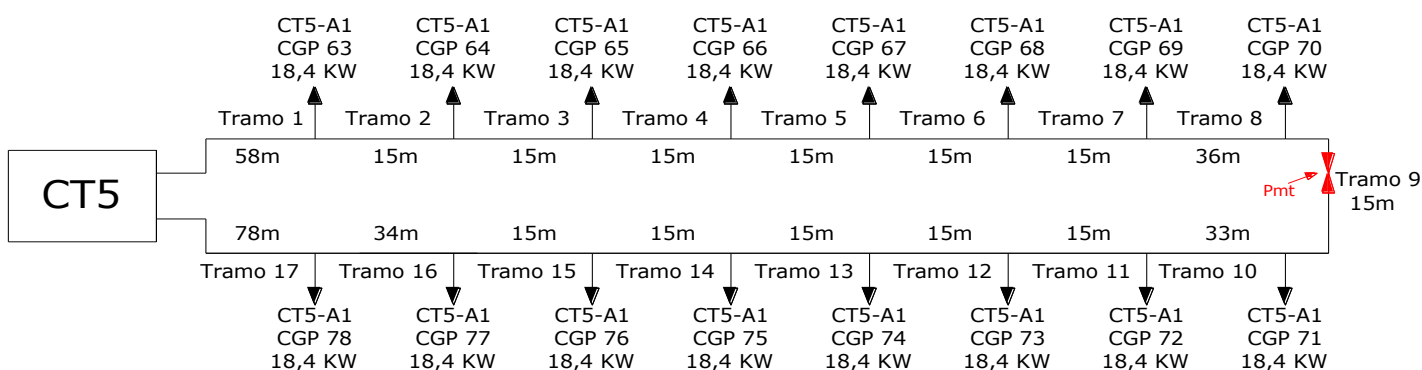 CT5-A1 CT5-A1 CT5-A1 CT5-A1 CT5-A1 CT5-A1 CT5-A1 CT5-A1
CGP 63 CGP 64 CGP 65 CGP 66 CGP 67 CGP 68 CGP 69 CGP 70
18,4 KW 18,4 KW 18,4 KW 18,4 KW 18,4 KW 18,4 KW 18,4 KW 18,4 KW
Tramo 1 Tramo 2 Tramo 3 Tramo 4 Tramo 5 Tramo 6 Tramo 7 Tramo 8
58m 15m 15m 15m 15m 15m 15m 36m
CT5
Pmt
Tramo 9
15m
78m 34m 15m 15m 15m 15m 15m 33m
Tramo 17 Tramo 16 Tramo 15 Tramo 14 Tramo 13 Tramo 12 Tramo 11 Tramo 10
CT5-A1 CT5-A1 CT5-A1 CT5-A1 CT5-A1 CT5-A1 CT5-A1 CT5-A1
CGP 78 CGP 77 CGP 76 CGP 75 CGP 74 CGP 73 CGP 72 CGP 71
18,4 KW 18,4 KW 18,4 KW 18,4 KW 18,4 KW 18,4 KW 18,4 KW 18,4 KW